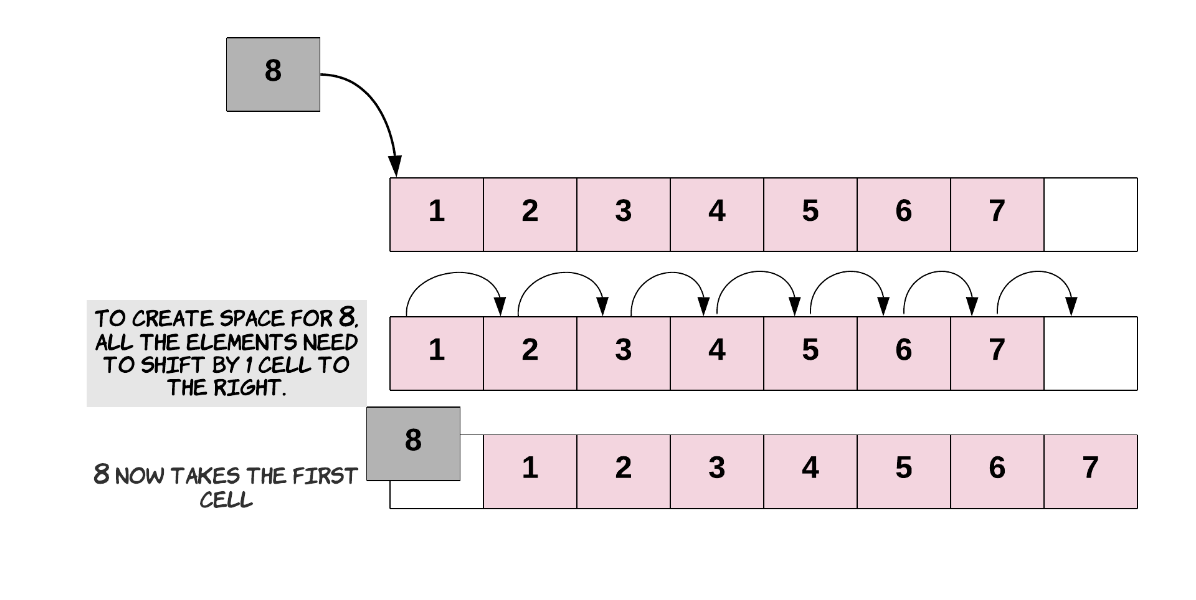 8
1 2 3 4 5 6 7
TO CREATE SPACE FOR 8,
ALL THE ELEMENTS NEED
TO SHIFT BY 1 CELL TO
THE RIGHT.
1 2 3 4 5 6 7
8
8 NOW TAKES THE FIRST
CELL
1 2 3 4 5 6 7